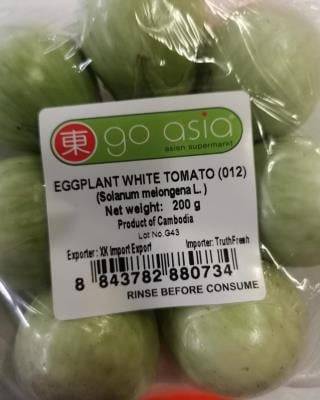 東 go asia®
asian supermarkt
EGGPLANT WHITE TOMATO (012)
(Solanum melongena L.)
Net weight: 200 g
Product of Cambodia
Lot No.G43
Exporter: XK Import Export Importer: TruthFresh
8 843782 880734
RINSE BEFORE CONSUME